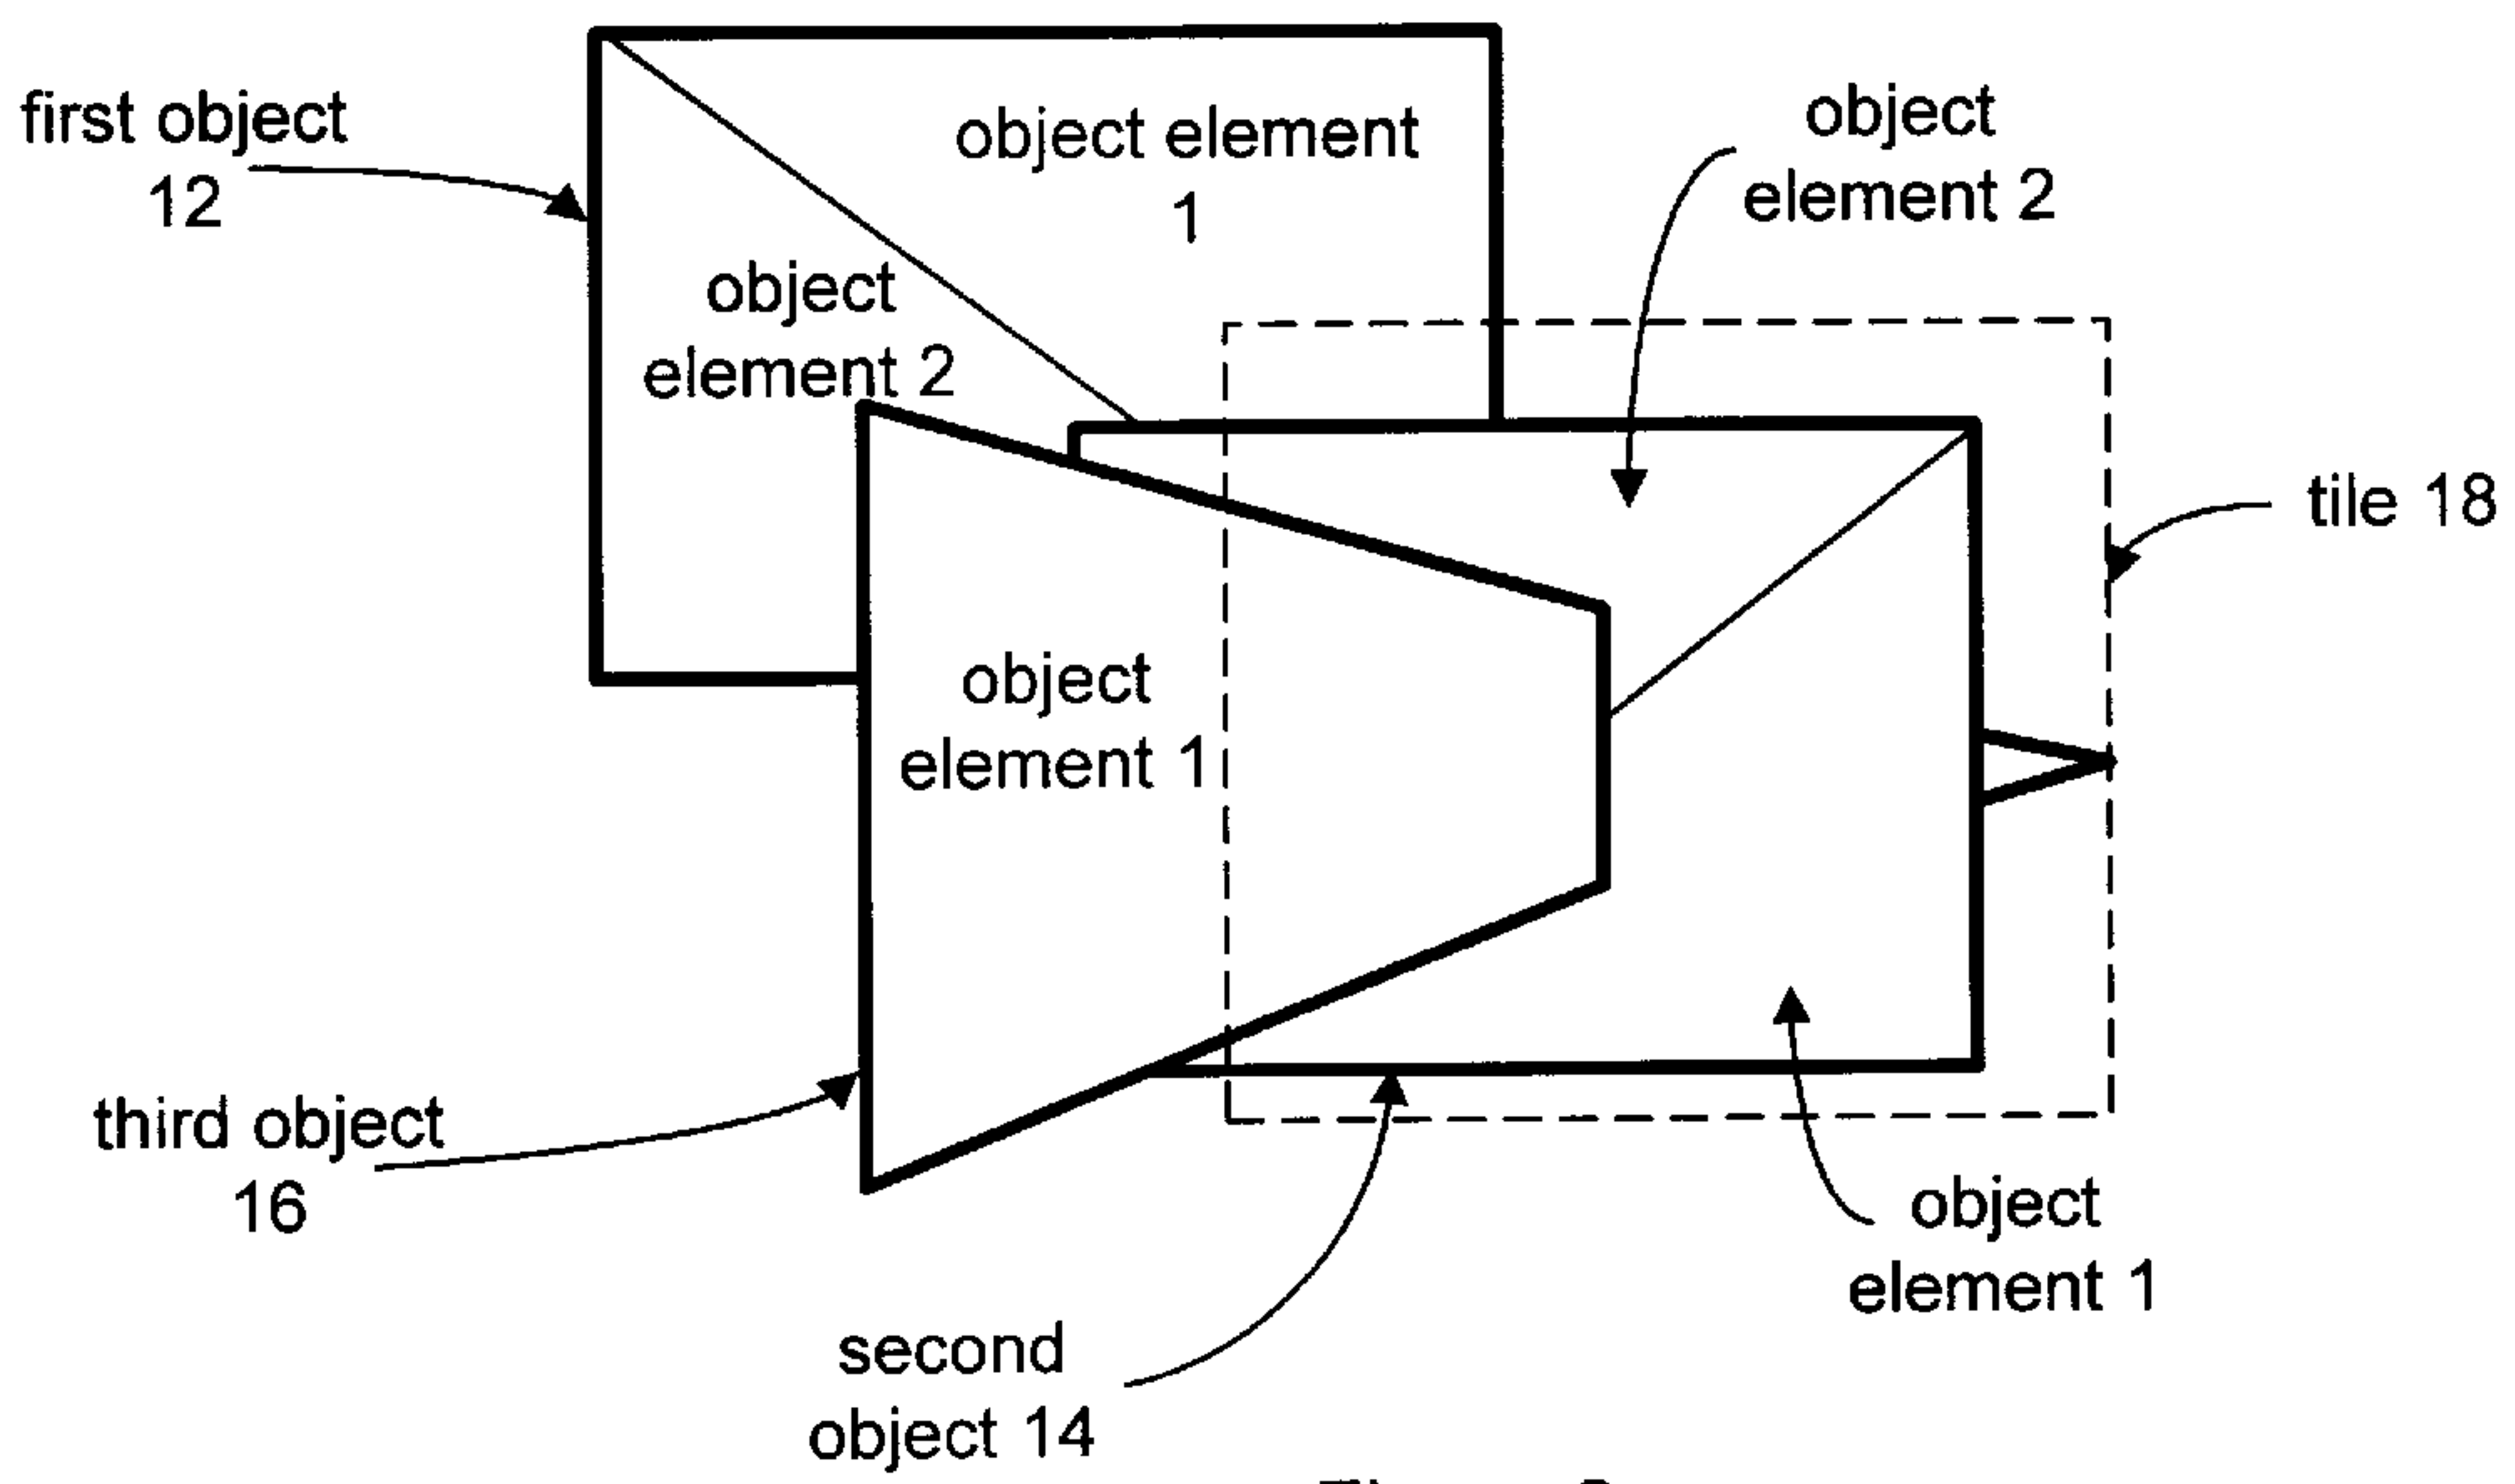 first object
12
object element
1
object
element 2
object
element 2
tile 18
object
element 1
third object
16
object
element 1
second
object 14